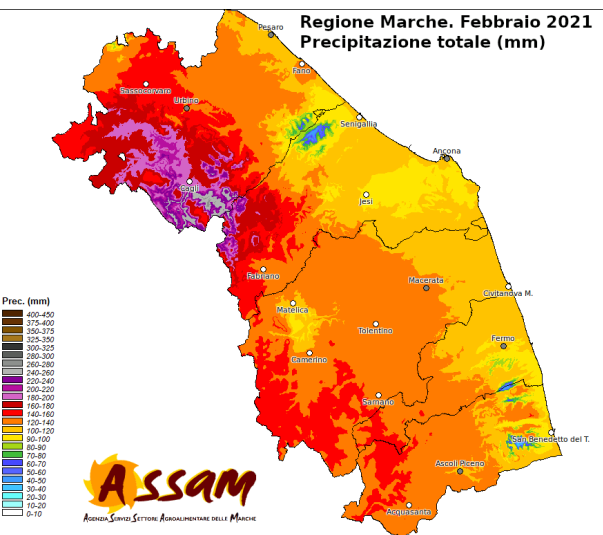 Regione Marche. Febbraio 2021
Precipitazione totale (mm)
Pesaro
Fano
Sassocorvaro
Urbino
Senigallia
Ancona
Cagli
Jesi
Fabriano
Macerata
Civitanova M.
Matelica
Tolentino
Fermo
Camerino
Sarnano
San Benedetto del T.
Ascoli Piceno
Acquasanta
Prec. (mm)
400-450
375-400
350-375
325-350
300-325
280-300
260-280
240-260
220-240
200-220
180-200
160-180
140-160
120-140
100-120
90-100
80-90
70-80
60-70
50-60
40-50
30-40
20-30
10-20
0-10
ASSAM
Agenzia Servizi Settore Agroalimentare delle Marche